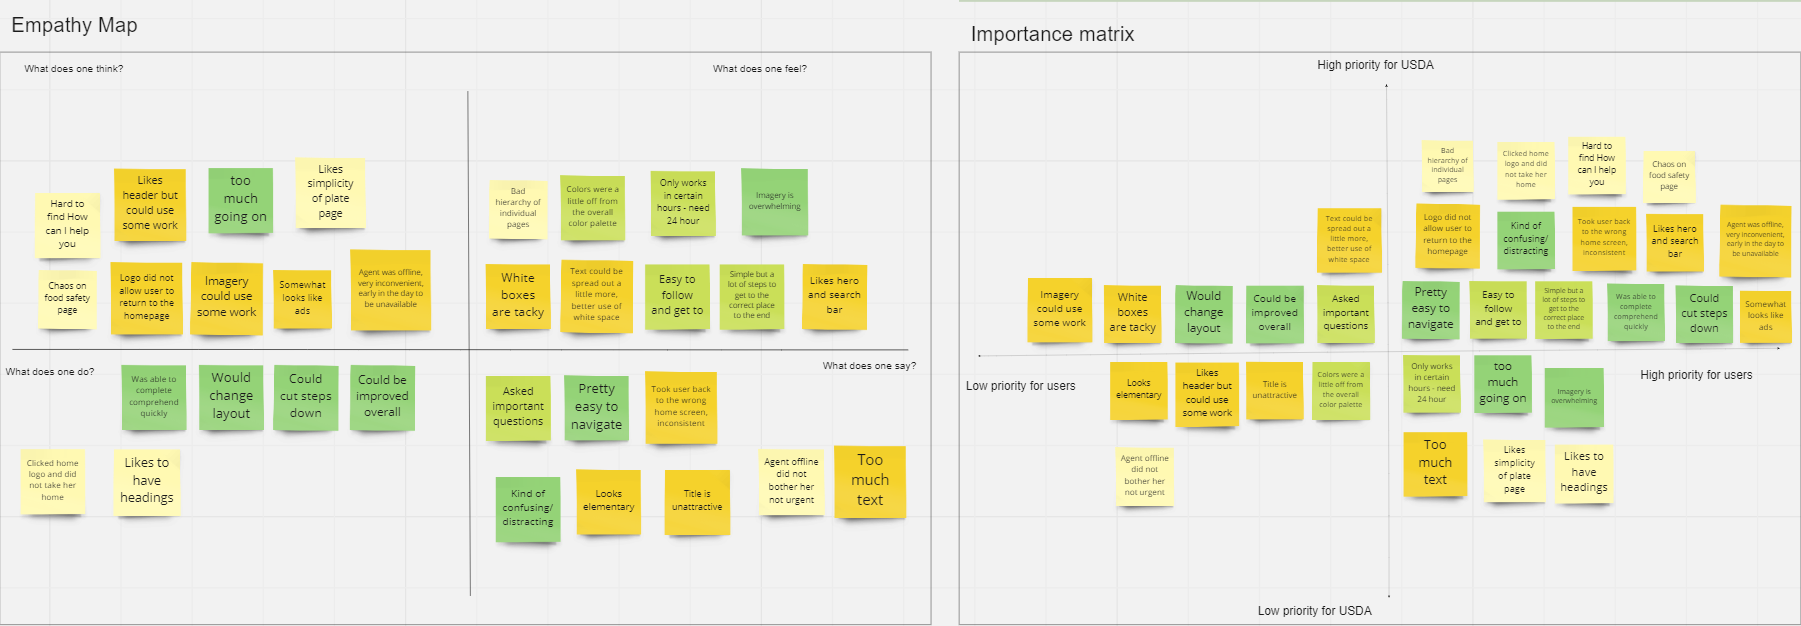 Empathy Map
What does one think?
What does one feel?
Hard to
find How
can I help
you
Likes
header but
could use
some work
too
much
going on
Likes
simplicity
of plate
page
Chaos on
food safety
page
Logo did not
allow user to
return to the
homepage
Imagery
could use
some work
Somewhat
looks like
ads
Agent was offline,
very inconvenient,
early in the day to
be unavailable
Bad
hierarchy of
individual
pages
Colors were a
little off from
the overall
color palette
Only works
in certain
hours - need
24 hour
Imagery is
overwhelming
White
boxes
are tacky
Text could be
spread out a
little more,
better use of
white space
Easy to
follow
and get to
Simple but a
lot of steps to
get to the
correct place
to the end
Likes hero
and search
bar
What does one do?
What does one say?
Was able to
complete
comprehend
quickly
Would
change
layout
Could
cut steps
down
Could be
improved
overall
Clicked home
logo and did
not take her
home
Likes to
have
headings
Asked
important
questions
Pretty
easy to
navigate
Took user back
to the wrong
home screen,
inconsistent
Kind of
confusing/
distracting
Looks
elementary
Title is
unattractive
Agent offline
did not
bother her
not urgent
Too
much
text
Importance matrix
High priority for USDA
Bad
hierarchy of
individual
pages
Clicked home
logo and did
not take her
home
Hard to
find How
can I help
you
Chaos on
food safety
page
Text could be
spread out a
little more,
better use of
white space
Logo did not
allow user to
return to the
homepage
Kind of
confusing/
distracting
Took user back
to the wrong
home screen,
inconsistent
Likes hero
and search
bar
Agent was offline,
very inconvenient,
early in the day to
be unavailable
Imagery
could use
some work
White
boxes
are tacky
Would
change
layout
Could be
improved
overall
Asked
important
questions
Pretty
easy to
navigate
Easy to
follow
and get to
Simple but a
lot of steps to
get to the
correct place
to the end
Was able to
complete
comprehend
quickly
Could
cut steps
down
Somewhat
looks like
ads
Low priority for users
High priority for users
Looks
elementary
Likes
header but
could use
some work
Title is
unattractive
Colors were a
little off from
the overall
color palette
Only works
in certain
hours - need
24 hour
too
much
going on
Imagery is
overwhelming
Agent offline
did not
bother her
not urgent
Too
much
text
Likes
simplicity
of plate
page
Likes to
have
headings
Low priority for USDA